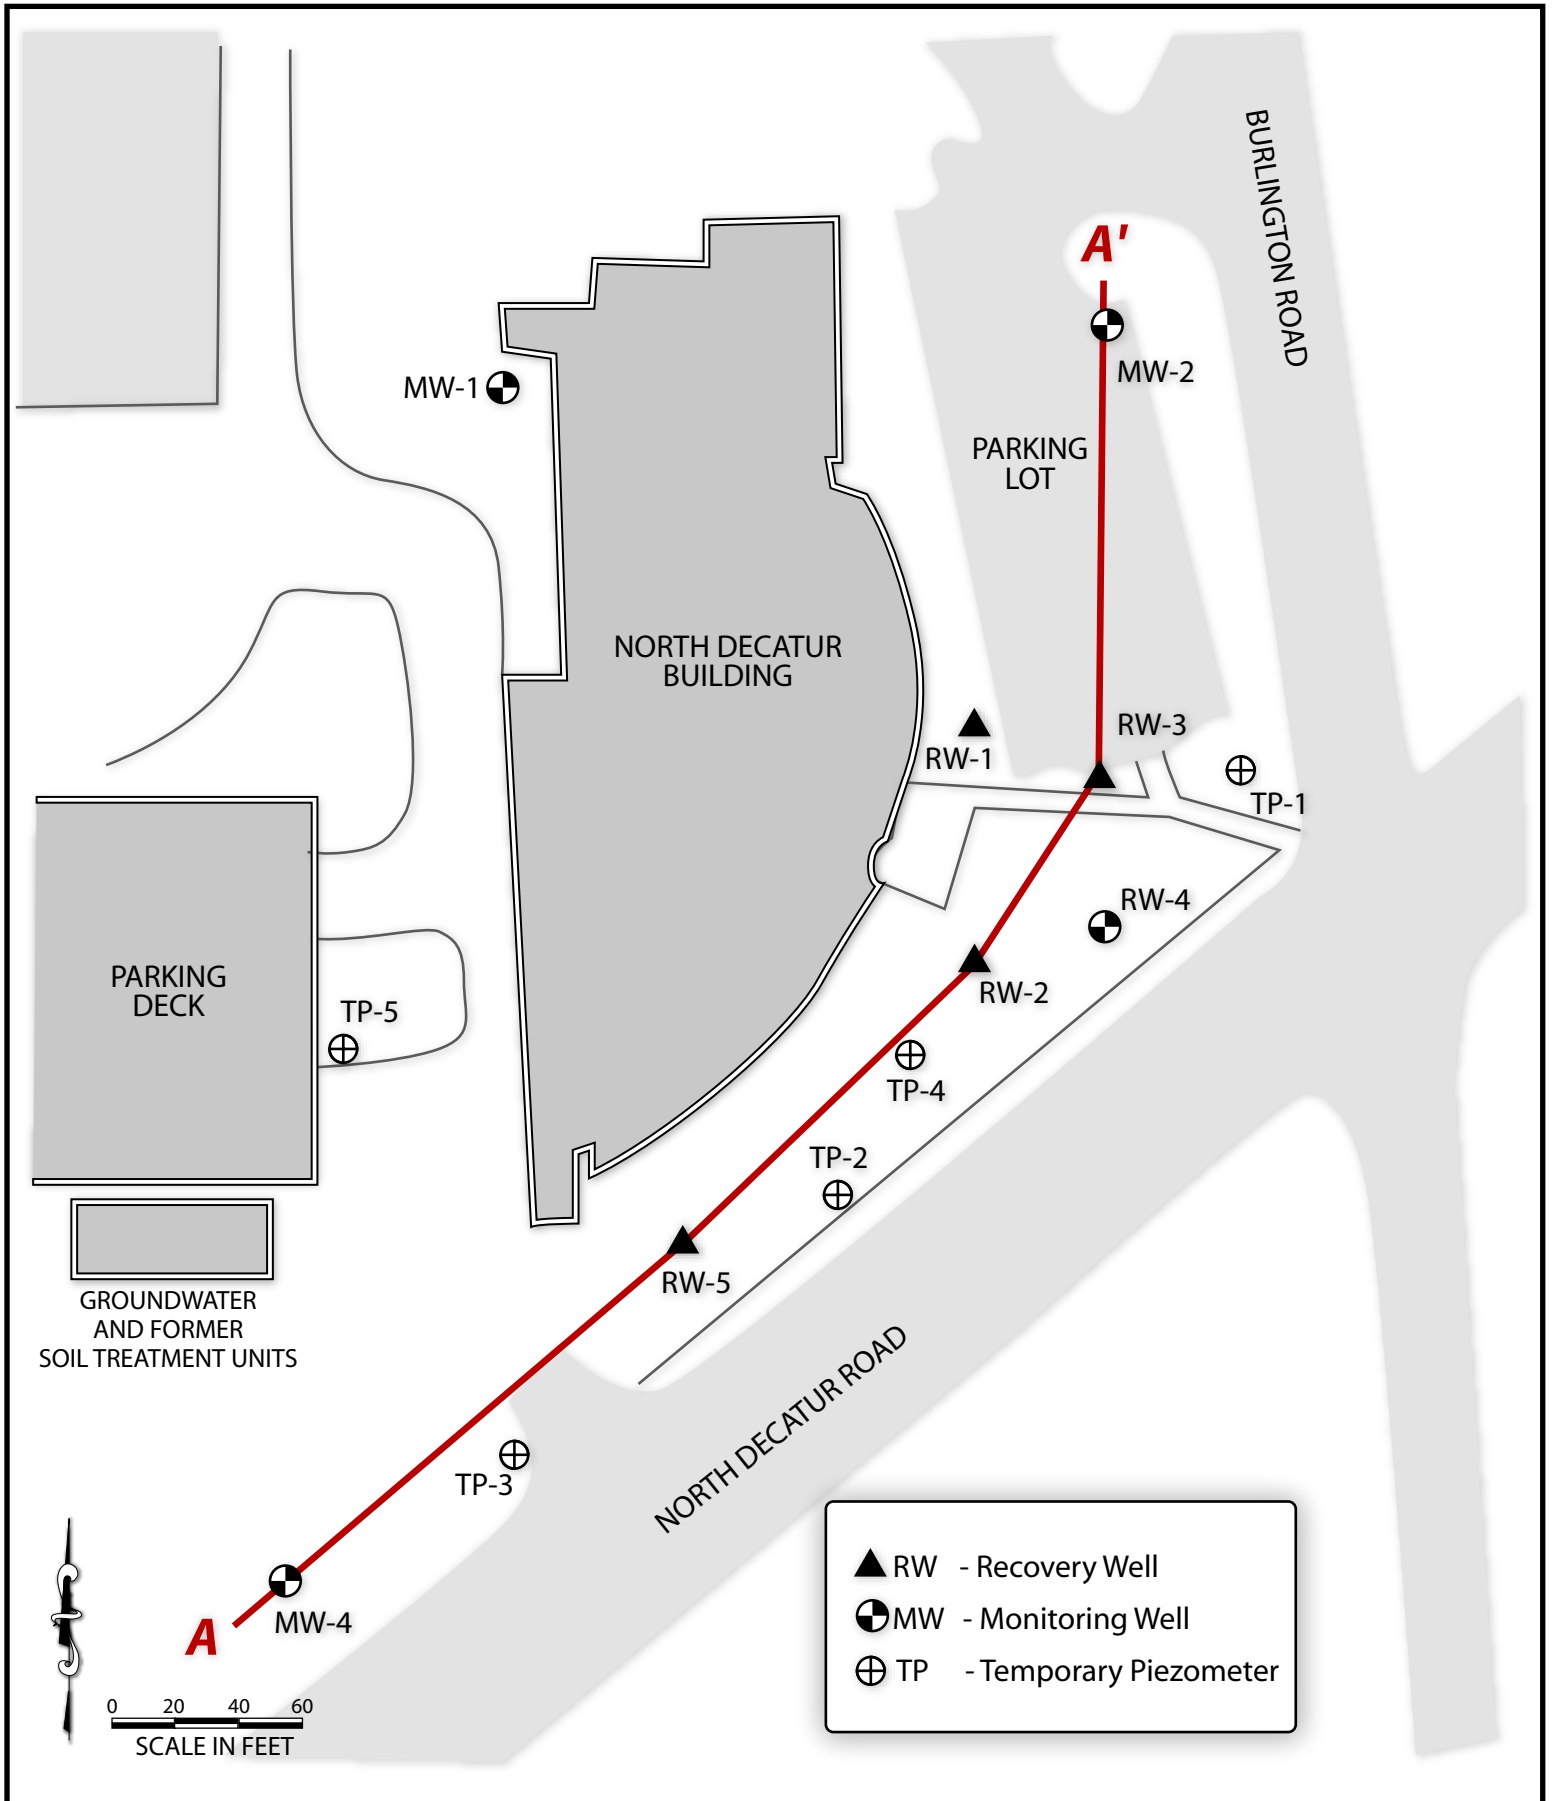 BURLINGTON ROAD
A'
MW-2
MW-1
PARKING
LOT
NORTH DECATUR
BUILDING
RW-3
RW-1
TP-1
RW-4
PARKING
DECK
RW-2
TP-5
TP-4
TP-2
RW-5
GROUNDWATER
AND FORMER
SOIL TREATMENT UNITS
NORTH DECATUR ROAD
TP-3
MW-4
A
RW - Recovery Well
MW - Monitoring Well
TP - Temporary Piezometer
0 20 40 60
SCALE IN FEET